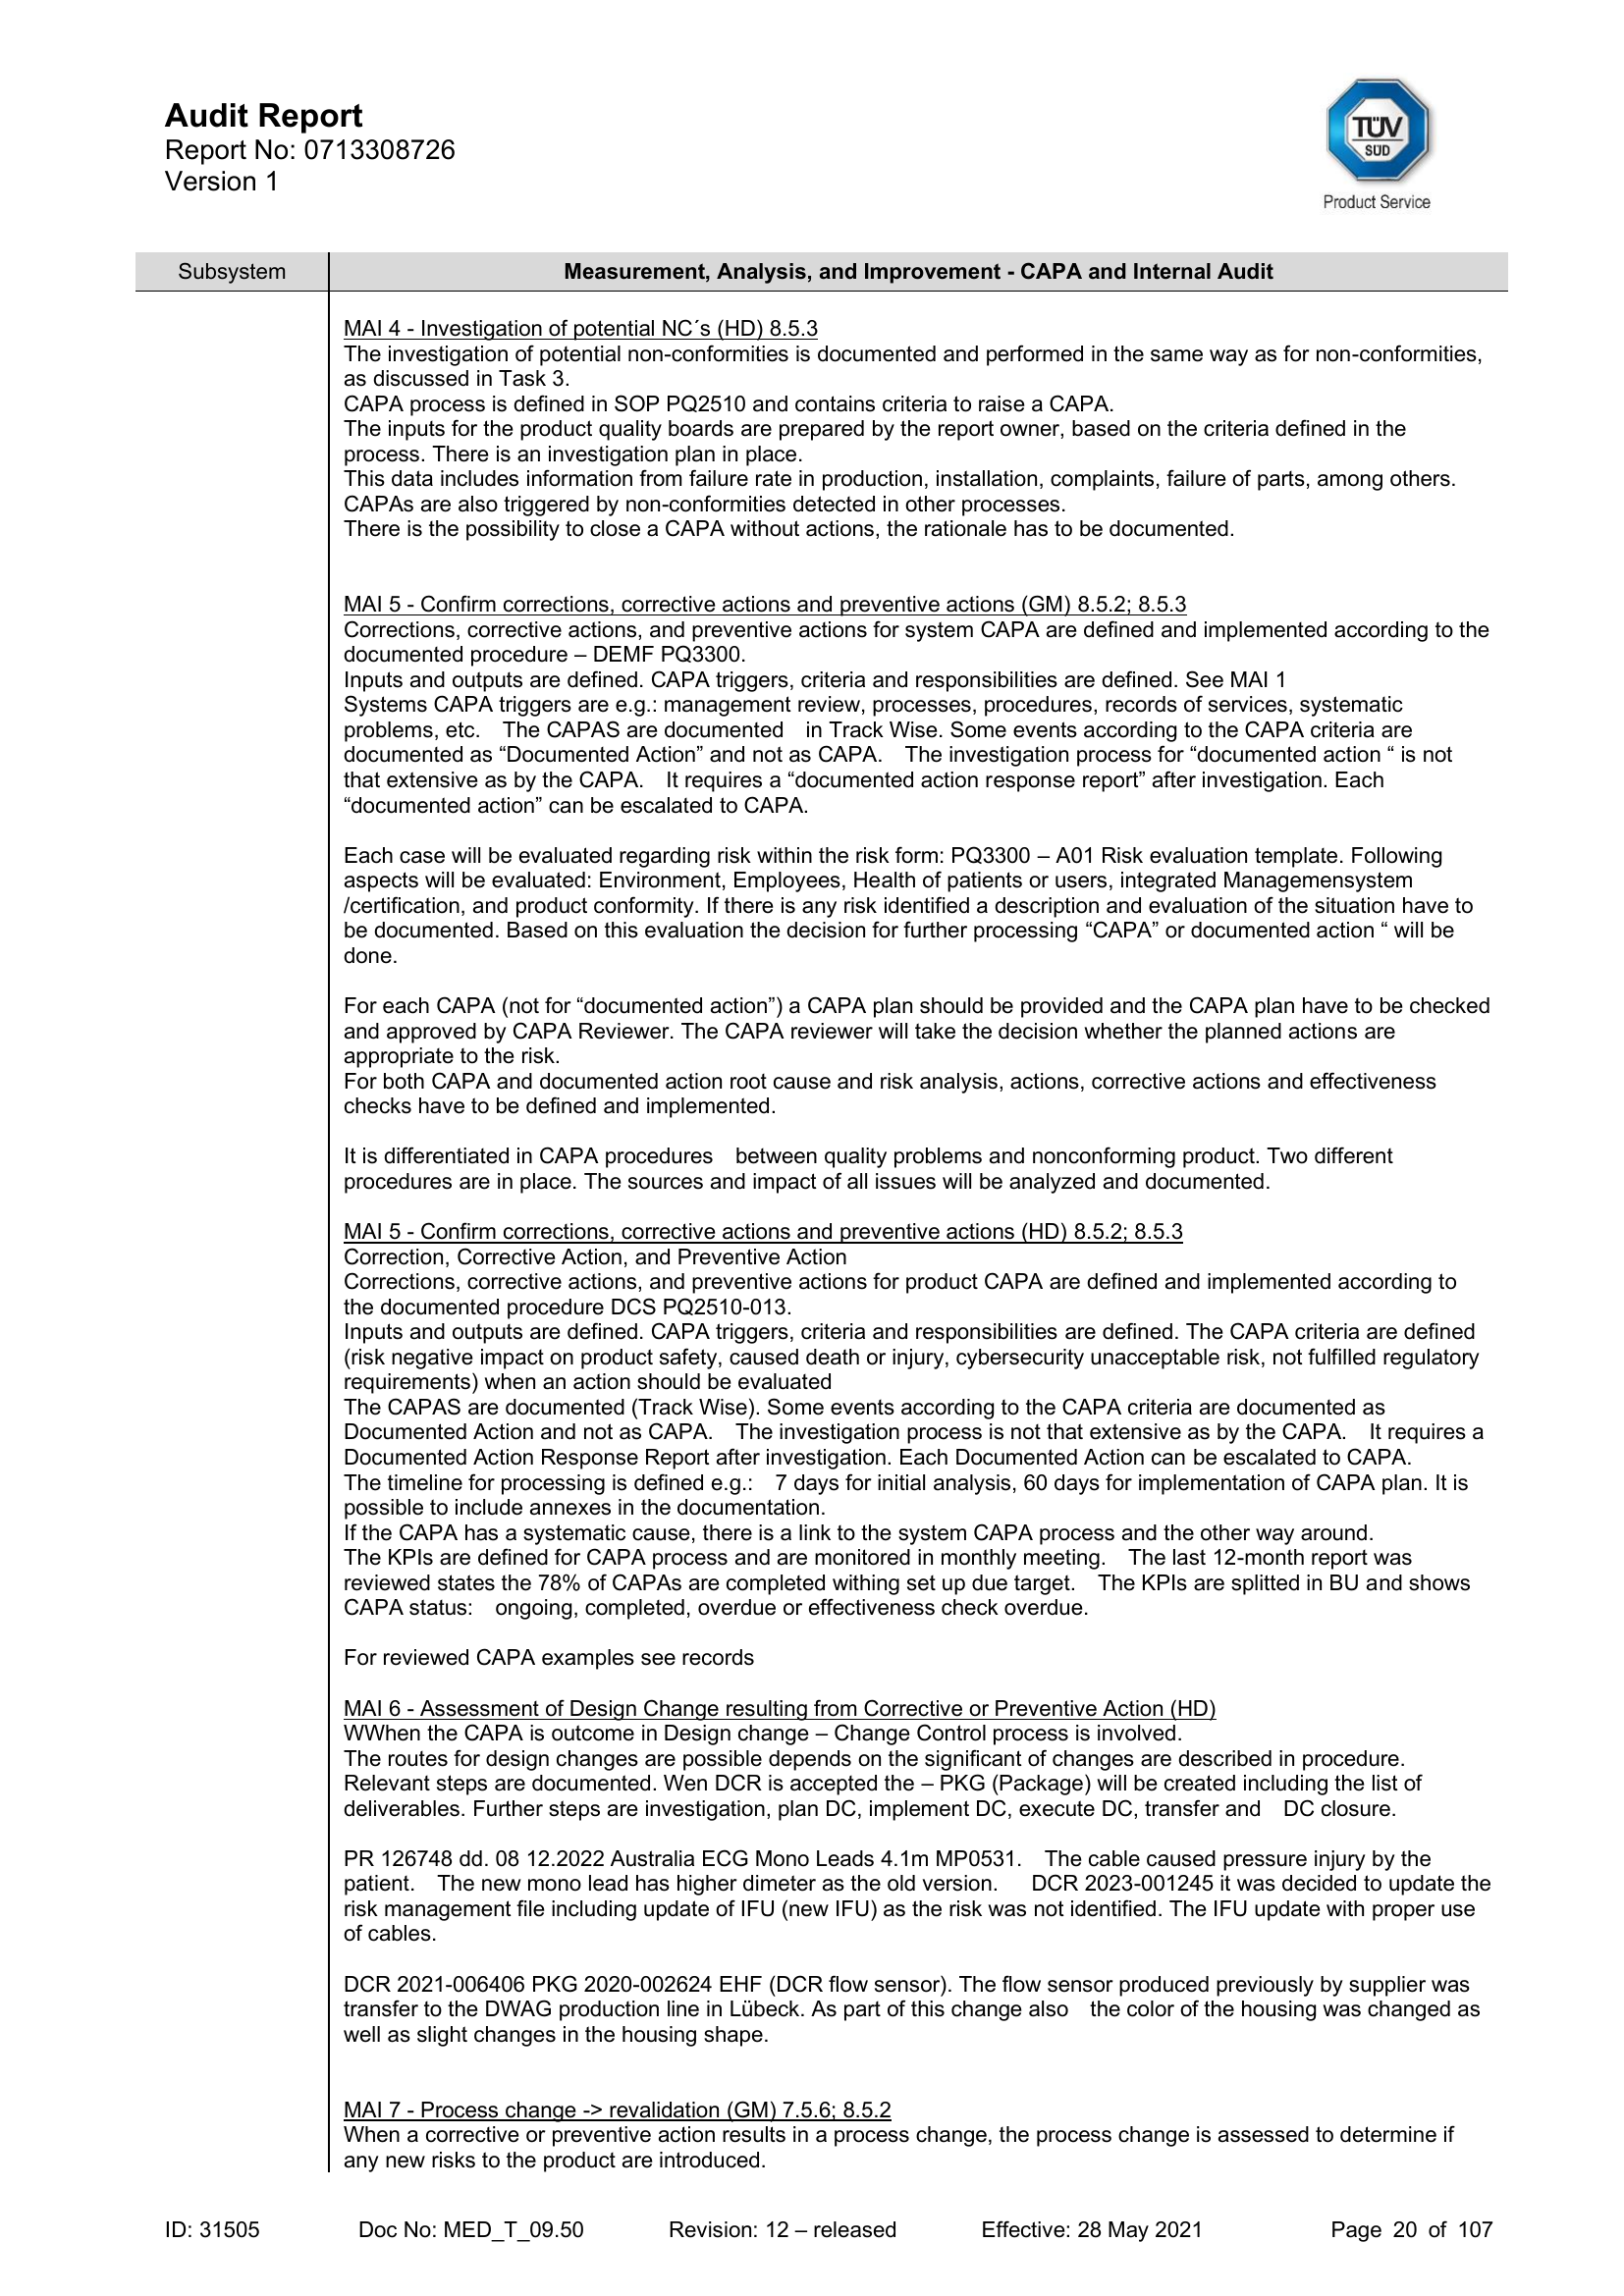 Audit Report
Report No: 0713308726
Version 1
TÜV
SÜD
Product Service
Subsystem
Measurement, Analysis, and Improvement - CAPA and Internal Audit
MAI 4 - Investigation of potential NC´s (HD) 8.5.3
The investigation of potential non-conformities is documented and performed in the same way as for non-conformities,
as discussed in Task 3.
CAPA process is defined in SOP PQ2510 and contains criteria to raise a CAPA.
The inputs for the product quality boards are prepared by the report owner, based on the criteria defined in the
process. There is an investigation plan in place.
This data includes information from failure rate in production, installation, complaints, failure of parts, among others.
CAPAs are also triggered by non-conformities detected in other processes.
There is the possibility to close a CAPA without actions, the rationale has to be documented.
MAI 5 - Confirm corrections, corrective actions and preventive actions (GM) 8.5.2; 8.5.3
Corrections, corrective actions, and preventive actions for system CAPA are defined and implemented according to the
documented procedure – DEMF PQ3300.
Inputs and outputs are defined. CAPA triggers, criteria and responsibilities are defined. See MAI 1
Systems CAPA triggers are e.g.: management review, processes, procedures, records of services, systematic
problems, etc. The CAPAS are documented in Track Wise. Some events according to the CAPA criteria are
documented as “Documented Action” and not as CAPA. The investigation process for “documented action “ is not
that extensive as by the CAPA. It requires a “documented action response report” after investigation. Each
“documented action” can be escalated to CAPA.
Each case will be evaluated regarding risk within the risk form: PQ3300 – A01 Risk evaluation template. Following
aspects will be evaluated: Environment, Employees, Health of patients or users, integrated Managemensystem
/certification, and product conformity. If there is any risk identified a description and evaluation of the situation have to
be documented. Based on this evaluation the decision for further processing “CAPA” or documented action “ will be
done.
For each CAPA (not for “documented action”) a CAPA plan should be provided and the CAPA plan have to be checked
and approved by CAPA Reviewer. The CAPA reviewer will take the decision whether the planned actions are
appropriate to the risk.
For both CAPA and documented action root cause and risk analysis, actions, corrective actions and effectiveness
checks have to be defined and implemented.
It is differentiated in CAPA procedures between quality problems and nonconforming product. Two different
procedures are in place. The sources and impact of all issues will be analyzed and documented.
MAI 5 - Confirm corrections, corrective actions and preventive actions (HD) 8.5.2; 8.5.3
Correction, Corrective Action, and Preventive Action
Corrections, corrective actions, and preventive actions for product CAPA are defined and implemented according to
the documented procedure DCS PQ2510-013.
Inputs and outputs are defined. CAPA triggers, criteria and responsibilities are defined. The CAPA criteria are defined
(risk negative impact on product safety, caused death or injury, cybersecurity unacceptable risk, not fulfilled regulatory
requirements) when an action should be evaluated
The CAPAS are documented (Track Wise). Some events according to the CAPA criteria are documented as
Documented Action and not as CAPA. The investigation process is not that extensive as by the CAPA. It requires a
Documented Action Response Report after investigation. Each Documented Action can be escalated to CAPA.
The timeline for processing is defined e.g.: 7 days for initial analysis, 60 days for implementation of CAPA plan. It is
possible to include annexes in the documentation.
If the CAPA has a systematic cause, there is a link to the system CAPA process and the other way around.
The KPIs are defined for CAPA process and are monitored in monthly meeting. The last 12-month report was
reviewed states the 78% of CAPAs are completed withing set up due target. The KPIs are splitted in BU and shows
CAPA status: ongoing, completed, overdue or effectiveness check overdue.
For reviewed CAPA examples see records
MAI 6 - Assessment of Design Change resulting from Corrective or Preventive Action (HD)
WWhen the CAPA is outcome in Design change – Change Control process is involved.
The routes for design changes are possible depends on the significant of changes are described in procedure.
Relevant steps are documented. Wen DCR is accepted the – PKG (Package) will be created including the list of
deliverables. Further steps are investigation, plan DC, implement DC, execute DC, transfer and DC closure.
PR 126748 dd. 08 12.2022 Australia ECG Mono Leads 4.1m MP0531. The cable caused pressure injury by the
patient. The new mono lead has higher dimeter as the old version. DCR 2023-001245 it was decided to update the
risk management file including update of IFU (new IFU) as the risk was not identified. The IFU update with proper use
of cables.
DCR 2021-006406 PKG 2020-002624 EHF (DCR flow sensor). The flow sensor produced previously by supplier was
transfer to the DWAG production line in Lübeck. As part of this change also the color of the housing was changed as
well as slight changes in the housing shape.
MAI 7 - Process change -> revalidation (GM) 7.5.6; 8.5.2
When a corrective or preventive action results in a process change, the process change is assessed to determine if
any new risks to the product are introduced.
ID: 31505 Doc No: MED_T_09.50 Revision: 12 – released Effective: 28 May 2021 Page 20 of 107